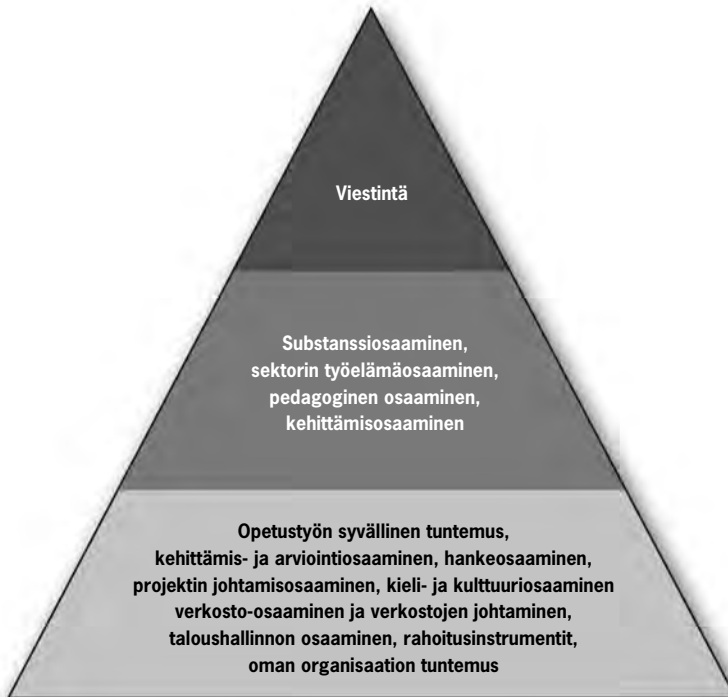 Viestintä
Substanssiosaaminen,
sektorin työelämäosaaminen,
pedagoginen osaaminen,
kehittämisosaaminen
Opetustyön syvällinen tuntemus,
kehittämis- ja arviointiosaaminen, hankeosaaminen,
projektin johtamisosaaminen, kieli- ja kulttuuriosaaminen
verkosto-osaaminen ja verkostojen johtaminen,
taloushallinnon osaaminen, rahoitusinstrumentit,
oman organisaation tuntemus